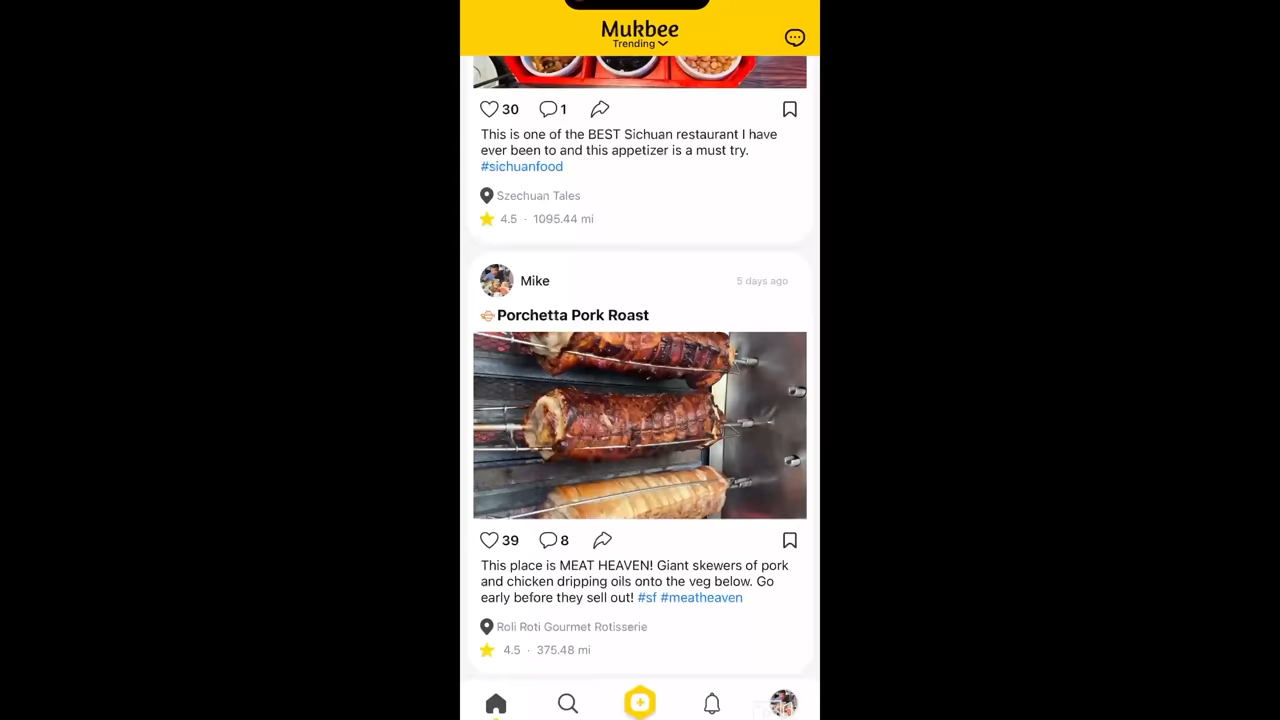 Mukbee
Trending
30
1
This is one of the BEST Sichuan restaurant I have
ever been to and this appetizer is a must try.
#sichuanfood
Szechuan Tales
4.5 · 1095.44 mi
Mike
5 days ago
Porchetta Pork Roast
39
8
This place is MEAT HEAVEN! Giant skewers of pork
and chicken dripping oils onto the veg below. Go
early before they sell out! #sf #meatheaven
Roli Roti Gourmet Rotisserie
4.5 · 375.48 mi